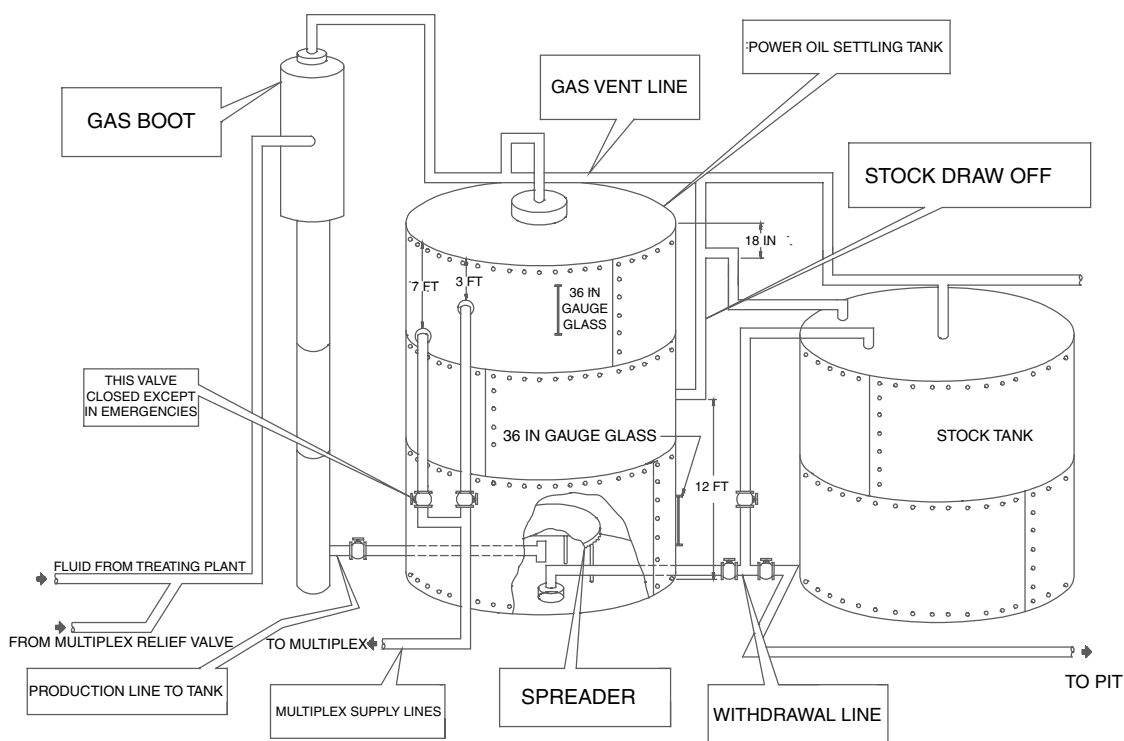 POWER OIL SETTLING TANK
GAS VENT LINE
GAS BOOT
STOCK DRAW OFF
18 IN
7 FT
3 FT
36 IN
GAUGE
GLASS
THIS VALVE
CLOSED EXCEPT
IN EMERGENCIES
36 IN GAUGE GLASS
STOCK TANK
12 FT
FLUID FROM TREATING PLANT
FROM MULTIPLEX RELIEF VALVE
TO MULTIPLEX
TO PIT
PRODUCTION LINE TO TANK
MULTIPLEX SUPPLY LINES
SPREADER
WITHDRAWAL LINE